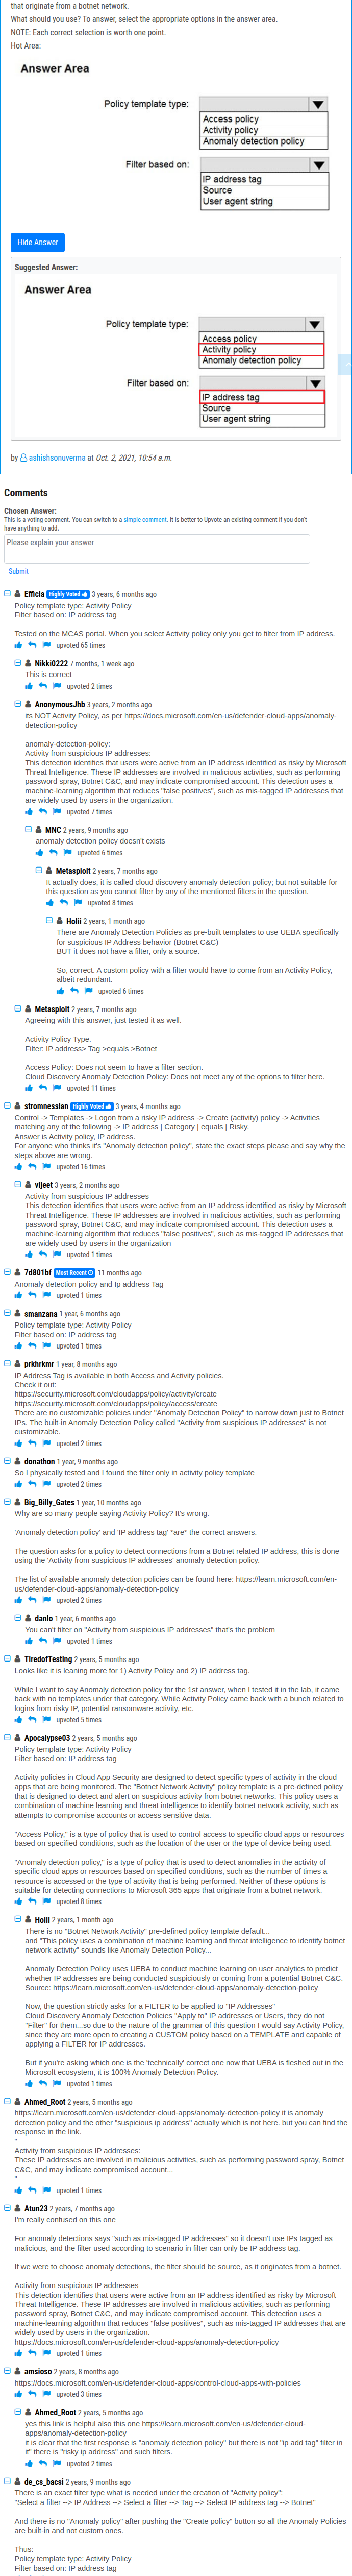 that originate from a botnet network.
What should you use? To answer, select the appropriate options in the answer area.
NOTE: Each correct selection is worth one point.
Hot Area:
Answer Area
Policy template type:
Access policy
Activity policy
Anomaly detection policy
Filter based on:
IP address tag
Source
User agent string
Hide Answer
Suggested Answer:
Answer Area
Policy template type:
Access policy
Activity policy
Anomaly detection policy
Filter based on:
IP address tag
Source
User agent string
by ashishsonuverma at Oct. 2, 2021, 10:54 a.m.
Comments
Chosen Answer:
This is a voting comment. You can switch to a simple comment. It is better to Upvote an existing comment if you don't
have anything to add.
Please explain your answer
Submit
Efficia Highly Voted 3 years, 6 months ago
Policy template type: Activity Policy
Filter based on: IP address tag
Tested on the MCAS portal. When you select Activity policy only you get to filter from IP address.
upvoted 65 times
Nikki0222 7 months, 1 week ago
This is correct
upvoted 2 times
AnonymousJhb 3 years, 2 months ago
its NOT Activity Policy, as per https://docs.microsoft.com/en-us/defender-cloud-apps/anomaly-
detection-policy
anomaly-detection-policy:
Activity from suspicious IP addresses:
This detection identifies that users were active from an IP address identified as risky by Microsoft
Threat Intelligence. These IP addresses are involved in malicious activities, such as performing
password spray, Botnet C&C, and may indicate compromised account. This detection uses a
machine-learning algorithm that reduces "false positives", such as mis-tagged IP addresses that
are widely used by users in the organization.
upvoted 7 times
MNC 2 years, 9 months ago
anomaly detection policy doesn't exists
upvoted 6 times
Metasploit 2 years, 7 months ago
It actually does, it is called cloud discovery anomaly detection policy; but not suitable for
this question as you cannot filter by any of the mentioned filters in the question.
upvoted 8 times
Holii 2 years, 1 month ago
There are Anomaly Detection Policies as pre-built templates to use UEBA specifically
for suspicious IP Address behavior (Botnet C&C)
BUT it does not have a filter, only a source.
So, correct. A custom policy with a filter would have to come from an Activity Policy,
albeit redundant.
upvoted 6 times
Metasploit 2 years, 7 months ago
Agreeing with this answer, just tested it as well.
Activity Policy Type.
Filter: IP address> Tag >equals >Botnet
Access Policy: Does not seem to have a filter section.
Cloud Discovery Anomaly Detection Policy: Does not meet any of the options to filter here.
upvoted 11 times
stromnessian Highly Voted 3 years, 4 months ago
Control -> Templates -> Logon from a risky IP address -> Create (activity) policy -> Activities
matching any of the following -> IP address | Category | equals | Risky.
Answer is Activity policy, IP address.
For anyone who thinks it's "Anomaly detection policy", state the exact steps please and say why the
steps above are wrong.
upvoted 16 times
vijeet 3 years, 2 months ago
Activity from suspicious IP addresses
This detection identifies that users were active from an IP address identified as risky by Microsoft
Threat Intelligence. These IP addresses are involved in malicious activities, such as performing
password spray, Botnet C&C, and may indicate compromised account. This detection uses a
machine-learning algorithm that reduces "false positives", such as mis-tagged IP addresses that
are widely used by users in the organization
upvoted 1 times
7d801bf Most Recent 11 months ago
Anomaly detection policy and Ip address Tag
upvoted 1 times
smanzana 1 year, 6 months ago
Policy template type: Activity Policy
Filter based on: IP address tag
upvoted 1 times
prkhrkmr 1 year, 8 months ago
IP Address Tag is available in both Access and Activity policies.
Check it out:
https://security.microsoft.com/cloudapps/policy/activity/create
https://security.microsoft.com/cloudapps/policy/access/create
There are no customizable policies under "Anomaly Detection Policy" to narrow down just to Botnet
IPs. The built-in Anomaly Detection Policy called "Activity from suspicious IP addresses" is not
customizable.
upvoted 2 times
donathon 1 year, 9 months ago
So I physically tested and I found the filter only in activity policy template
upvoted 2 times
Big_Billy_Gates 1 year, 10 months ago
Why are so many people saying Activity Policy? It's wrong.
'Anomaly detection policy' and 'IP address tag' *are* the correct answers.
The question asks for a policy to detect connections from a Botnet related IP address, this is done
using the 'Activity from suspicious IP addresses' anomaly detection policy.
The list of available anomaly detection policies can be found here: https://learn.microsoft.com/en-
us/defender-cloud-apps/anomaly-detection-policy
upvoted 2 times
danlo 1 year, 6 months ago
You can't filter on "Activity from suspicious IP addresses" that's the problem
upvoted 1 times
TiredofTesting 2 years, 5 months ago
Looks like it is leaning more for 1) Activity Policy and 2) IP address tag.
While I want to say Anomaly detection policy for the 1st answer, when I tested it in the lab, it came
back with no templates under that category. While Activity Policy came back with a bunch related to
logins from risky IP, potential ransomware activity, etc.
upvoted 5 times
Apocalypse03 2 years, 5 months ago
Policy template type: Activity Policy
Filter based on: IP address tag
Activity policies in Cloud App Security are designed to detect specific types of activity in the cloud
apps that are being monitored. The "Botnet Network Activity" policy template is a pre-defined policy
that is designed to detect and alert on suspicious activity from botnet networks. This policy uses a
combination of machine learning and threat intelligence to identify botnet network activity, such as
attempts to compromise accounts or access sensitive data.
"Access Policy," is a type of policy that is used to control access to specific cloud apps or resources
based on specified conditions, such as the location of the user or the type of device being used.
"Anomaly detection policy," is a type of policy that is used to detect anomalies in the activity of
specific cloud apps or resources based on specified conditions, such as the number of times a
resource is accessed or the type of activity that is being performed. Neither of these options is
suitable for detecting connections to Microsoft 365 apps that originate from a botnet network.
upvoted 8 times
Holii 2 years, 1 month ago
There is no "Botnet Network Activity" pre-defined policy template default...
and "This policy uses a combination of machine learning and threat intelligence to identify botnet
network activity" sounds like Anomaly Detection Policy...
Anomaly Detection Policy uses UEBA to conduct machine learning on user analytics to predict
whether IP addresses are being conducted suspiciously or coming from a potential Botnet C&C.
Source: https://learn.microsoft.com/en-us/defender-cloud-apps/anomaly-detection-policy
Now, the question strictly asks for a FILTER to be applied to "IP Addresses"
Cloud Discovery Anomaly Detection Policies "Apply to" IP addresses or Users, they do not
"Filter" for them...so due to the nature of the grammar of this question I would say Activity Policy,
since they are more open to creating a CUSTOM policy based on a TEMPLATE and capable of
applying a FILTER for IP addresses.
But if you're asking which one is the 'technically' correct one now that UEBA is fleshed out in the
Microsoft ecosystem, it is 100% Anomaly Detection Policy.
upvoted 1 times
Ahmed_Root 2 years, 5 months ago
https://learn.microsoft.com/en-us/defender-cloud-apps/anomaly-detection-policy it is anomaly
detection policy and the other "suspicious ip address" actually which is not here. but you can find the
response in the link.
"
Activity from suspicious IP addresses:
These IP addresses are involved in malicious activities, such as performing password spray, Botnet
C&C, and may indicate compromised account...
"
upvoted 1 times
Atun23 2 years, 7 months ago
I'm really confused on this one
For anomaly detections says "such as mis-tagged IP addresses" so it doesn't use IPs tagged as
malicious, and the filter used according to scenario in filter can only be IP address tag.
If we were to choose anomaly detections, the filter should be source, as it originates from a botnet.
Activity from suspicious IP addresses
This detection identifies that users were active from an IP address identified as risky by Microsoft
Threat Intelligence. These IP addresses are involved in malicious activities, such as performing
password spray, Botnet C&C, and may indicate compromised account. This detection uses a
machine-learning algorithm that reduces "false positives", such as mis-tagged IP addresses that are
widely used by users in the organization.
https://docs.microsoft.com/en-us/defender-cloud-apps/anomaly-detection-policy
upvoted 1 times
amsioso 2 years, 8 months ago
https://docs.microsoft.com/en-us/defender-cloud-apps/control-cloud-apps-with-policies
upvoted 3 times
Ahmed_Root 2 years, 5 months ago
yes this link is helpful also this one https://learn.microsoft.com/en-us/defender-cloud-
apps/anomaly-detection-policy
it is clear that the first response is "anomaly detection policy" but there is not "ip add tag" filter in
it" there is "risky ip address" and such filters.
upvoted 2 times
de_cs_bacsi 2 years, 9 months ago
There is an exact filter type what is needed under the creation of "Activity policy":
"Select a filter --> IP Address --> Select a filter --> Tag --> Select IP address tag --> Botnet"
And there is no "Anomaly policy" after pushing the "Create policy" button so all the Anomaly Policies
are built-in and not custom ones.
Thus:
Policy template type: Activity Policy
Filter based on: IP address tag